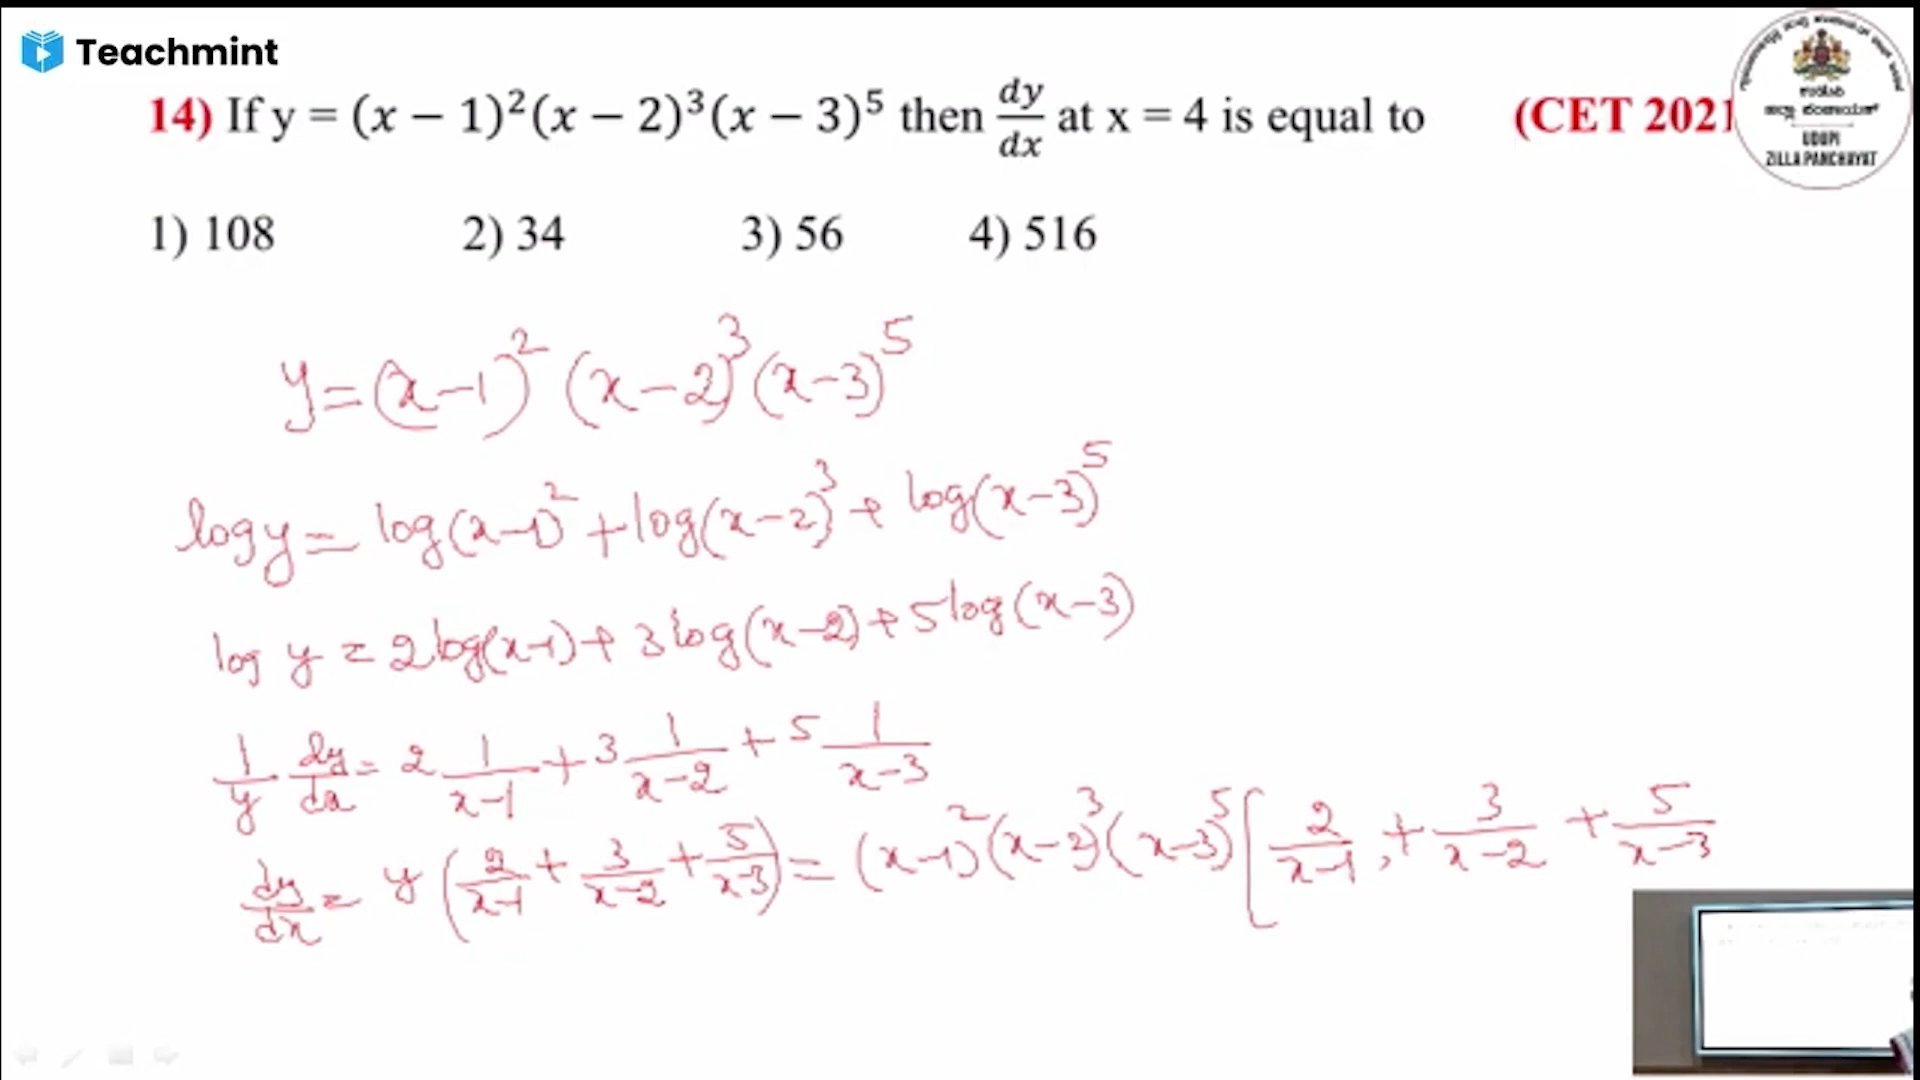 Teachmint
14) If y = (x − 1)²(x − 2)³(x − 3)⁵ then dy/dx at x = 4 is equal to (CET 2021
1) 108 2) 34 3) 56 4) 516
UDUPI
ZILLA PANCHAYAT
y = (x−1)² (x−2)³ (x−3)⁵
log y = log(x−1)² + log(x−2)³ + log(x−3)⁵
log y = 2log(x−1) + 3log(x−2) + 5log(x−3)
1/y dy/dx = 2 1/(x−1) + 3 1/(x−2) + 5 1/(x−3)
dy/dx = y (2/(x−1) + 3/(x−2) + 5/(x−3)) = (x−1)² (x−2)³ (x−3)⁵ [2/(x−1) + 3/(x−2) + 5/(x−3)